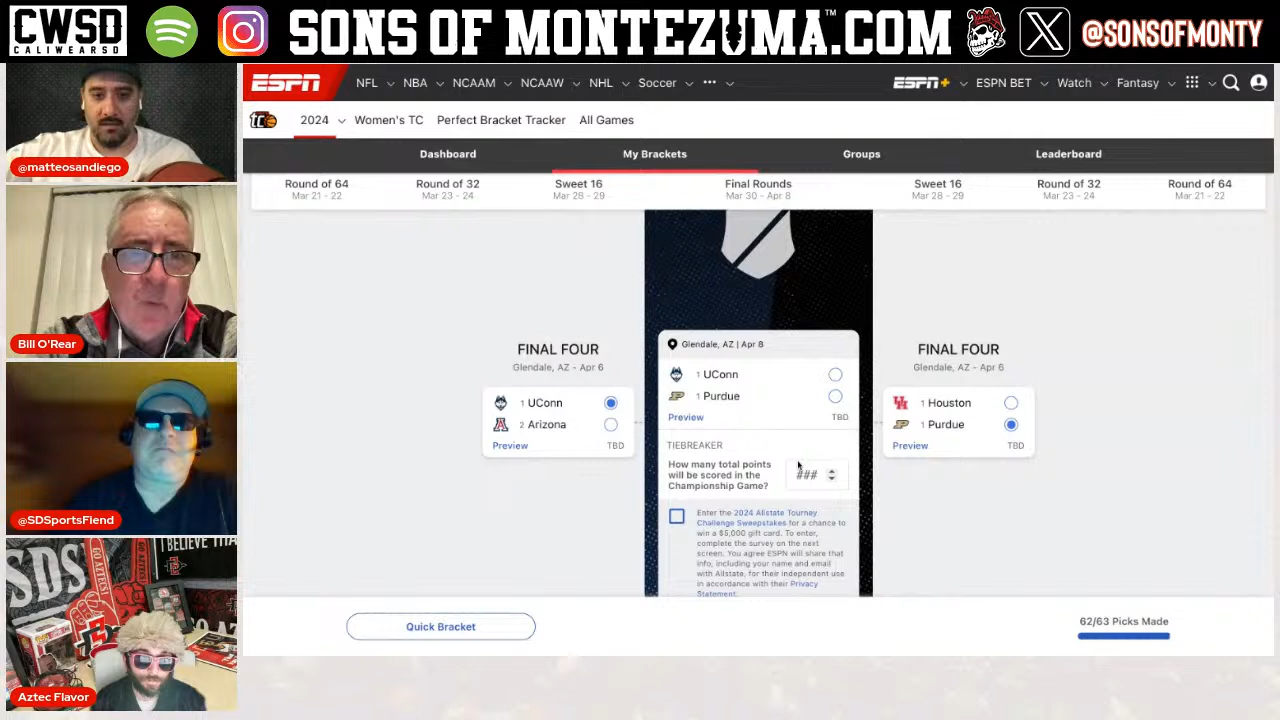 CWSD
CALIWEARSD
SONS OF MONTEZUMA.COM
™
@SONSOFMONTY
@matteosandiego
Bill O'Rear
@SDSportsFiend
SDS
GO AZTECS!
I BELIEVE THA
Aztec Flavor
ESPN
NFL
NBA
NCAAM
NCAAW
NHL
Soccer
•••
ESPN+
ESPN BET
Watch
Fantasy
tc
2024
Women's TC
Perfect Bracket Tracker
All Games
Dashboard
My Brackets
Groups
Leaderboard
Round of 64
Mar 21 - 22
Round of 32
Mar 23 - 24
Sweet 16
Mar 28 - 29
Final Rounds
Mar 30 - Apr 8
Sweet 16
Mar 28 - 29
Round of 32
Mar 23 - 24
Round of 64
Mar 21 - 22
FINAL FOUR
Glendale, AZ - Apr 6
1 UConn
2 Arizona
Preview
TBD
Glendale, AZ | Apr 8
1 UConn
1 Purdue
Preview
TBD
TIEBREAKER
How many total points
will be scored in the
Championship Game?
###
Enter the 2024 Allstate Tourney
Challenge Sweepstakes for a chance to
win a $5,000 gift card. To enter,
complete the survey on the next
screen. You agree ESPN will share that
info, including your name and email
with Allstate, for their independent use
in accordance with their Privacy
Statement.
FINAL FOUR
Glendale, AZ - Apr 6
1 Houston
1 Purdue
Preview
TBD
Quick Bracket
62/63 Picks Made